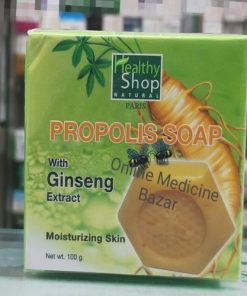 Healthy
Shop
NATURAL
PARIS
PROPOLIS SOAP
With
Ginseng
Extract
Online Medicine
Bazar
Moisturizing Skin
Net wt. 100 g.